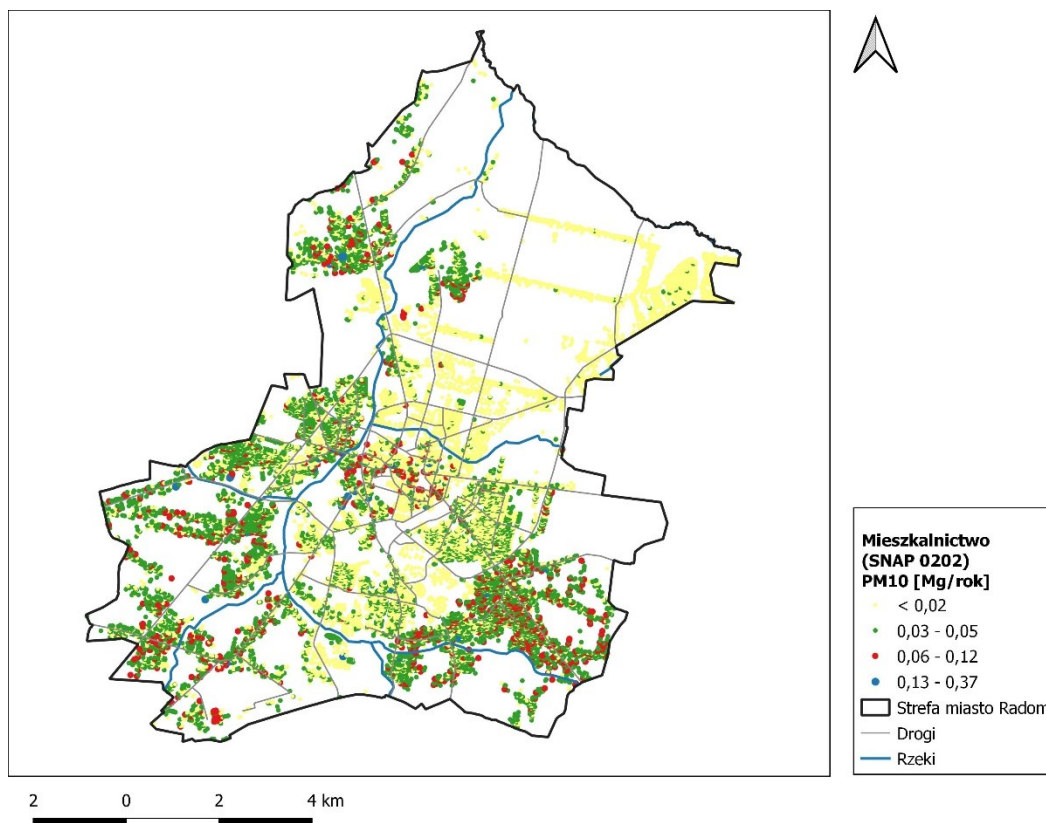 Mieszkalnictwo
(SNAP 0202)
PM10 [Mg/rok]
< 0,02
0,03 - 0,05
0,06 - 0,12
0,13 - 0,37
Strefa miasto Radom
Drogi
Rzeki
2 0 2 4 km